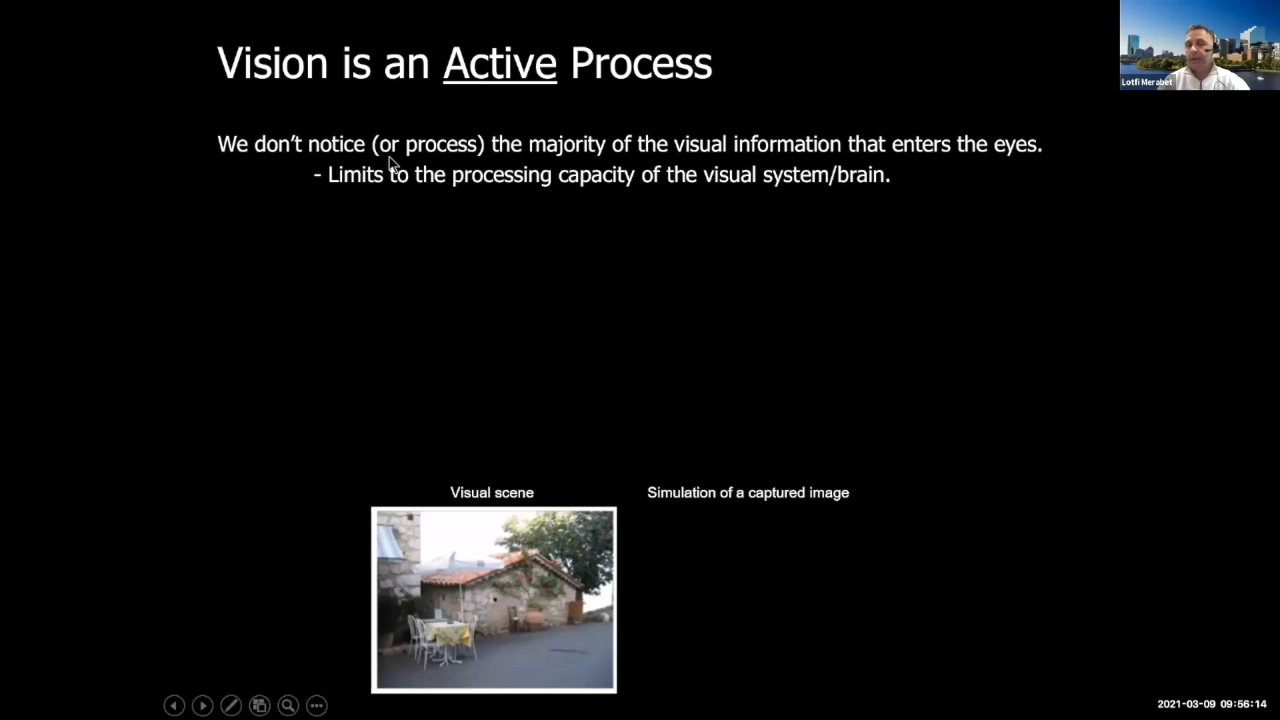 Vision is an Active Process
Lotfi Merabet
We don't notice (or process) the majority of the visual information that enters the eyes.
- Limits to the processing capacity of the visual system/brain.
Visual scene
Simulation of a captured image
2021-03-09 09:56:14